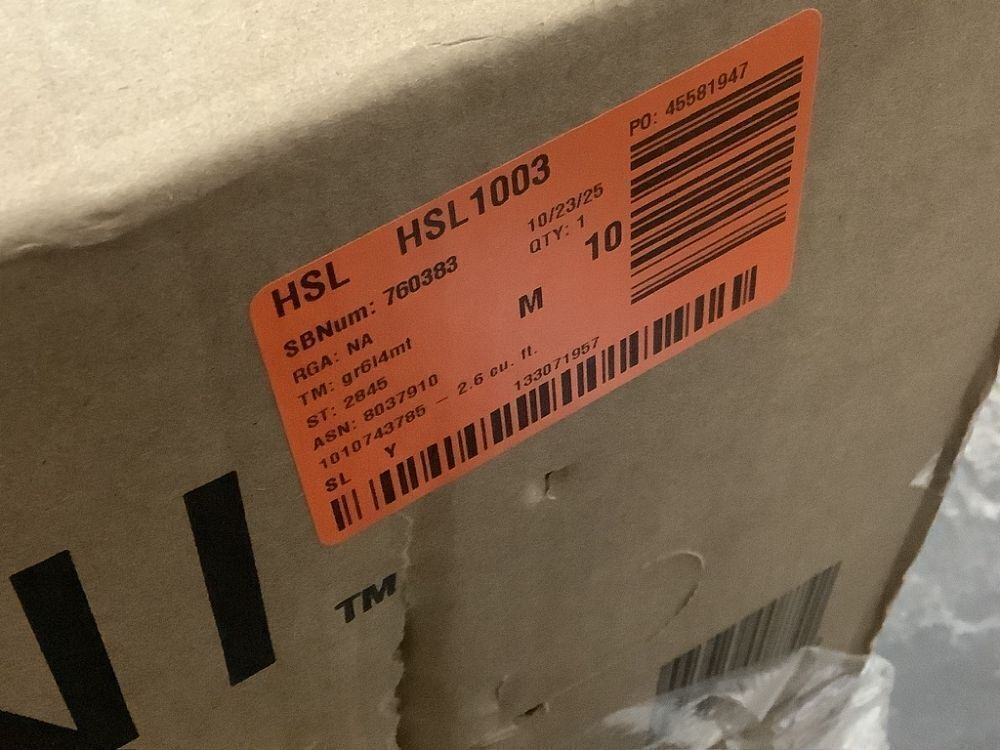 HSL HSL1003
PO: 45581947
SBNum: 760383
10/23/25
QTY: 1
10
RGA: NA
M
TM: gr6l4mt
ST: 2845
ASN: 8037910
1010743785 – 2.6 cu. ft.
133071957
SL Y
NI
TM